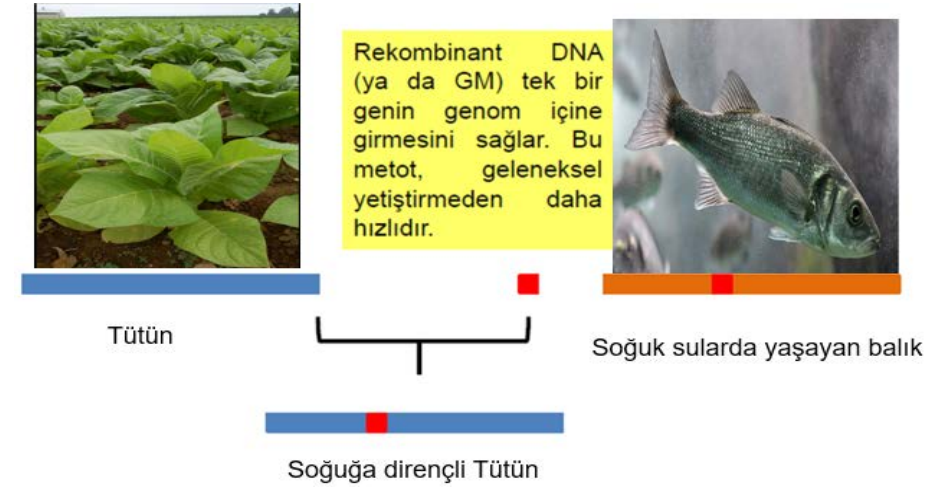 Rekombinant DNA
(ya da GM) tek bir
genin genom içine
girmesini sağlar. Bu
metot, geleneksel
yetiştirmeden daha
hızlıdır.
Tütün
Soğuk sularda yaşayan balık
Soğuğa dirençli Tütün